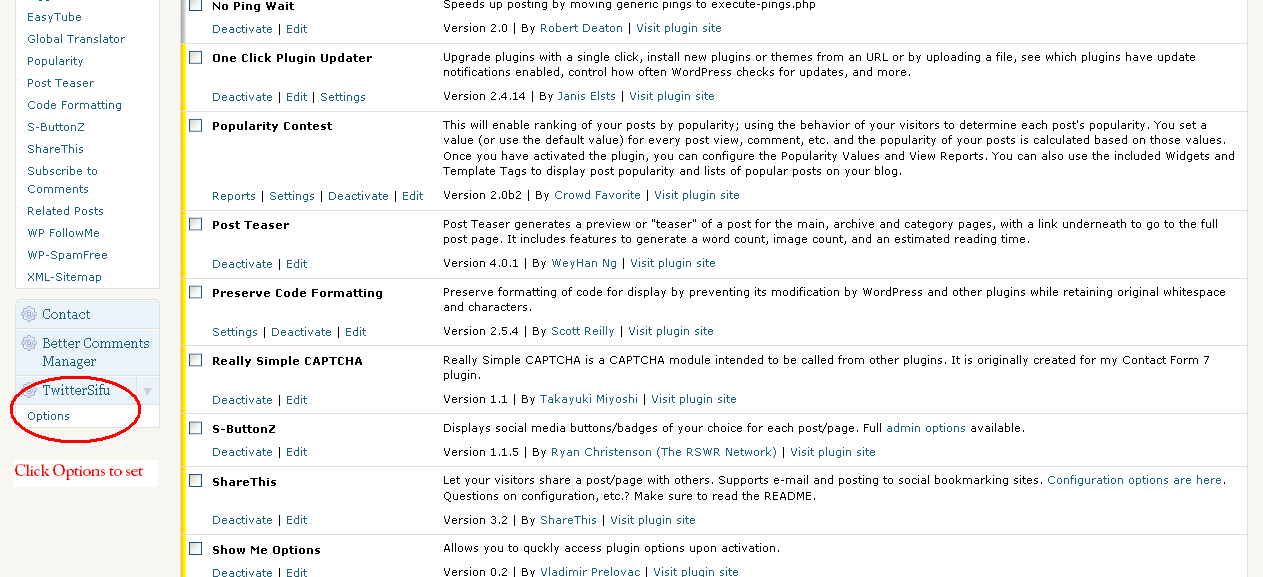 EasyTube
Global Translator
Popularity
Post Teaser
Code Formatting
S-ButtonZ
ShareThis
Subscribe to
Comments
Related Posts
WP FollowMe
WP-SpamFree
XML-Sitemap
Contact
Better Comments
Manager
TwitterSifu
Options
Click Options to set
No Ping Wait
Speeds up posting by moving generic pings to execute-pings.php
Deactivate | Edit
Version 2.0 | By Robert Deaton | Visit plugin site
One Click Plugin Updater
Upgrade plugins with a single click, install new plugins or themes from an URL or by uploading a file, see which plugins have update
notifications enabled, control how often WordPress checks for updates, and more.
Deactivate | Edit | Settings
Version 2.4.14 | By Janis Elsts | Visit plugin site
Popularity Contest
This will enable ranking of your posts by popularity; using the behavior of your visitors to determine each post's popularity. You set a
value (or use the default value) for every post view, comment, etc. and the popularity of your posts is calculated based on those values.
Once you have activated the plugin, you can configure the Popularity Values and View Reports. You can also use the included Widgets and
Template Tags to display post popularity and lists of popular posts on your blog.
Reports | Settings | Deactivate | Edit
Version 2.0b2 | By Crowd Favorite | Visit plugin site
Post Teaser
Post Teaser generates a preview or "teaser" of a post for the main, archive and category pages, with a link underneath to go to the full
post page. It includes features to generate a word count, image count, and an estimated reading time.
Deactivate | Edit
Version 4.0.1 | By WeyHan Ng | Visit plugin site
Preserve Code Formatting
Preserve formatting of code for display by preventing its modification by WordPress and other plugins while retaining original whitespace
and characters.
Settings | Deactivate | Edit
Version 2.5.4 | By Scott Reilly | Visit plugin site
Really Simple CAPTCHA
Really Simple CAPTCHA is a CAPTCHA module intended to be called from other plugins. It is originally created for my Contact Form 7
plugin.
Deactivate | Edit
Version 1.1 | By Takayuki Miyoshi | Visit plugin site
S-ButtonZ
Displays social media buttons/badges of your choice for each post/page. Full admin options available.
Deactivate | Edit
Version 1.1.5 | By Ryan Christenson (The RSWR Network) | Visit plugin site
ShareThis
Let your visitors share a post/page with others. Supports e-mail and posting to social bookmarking sites. Configuration options are here.
Questions on configuration, etc.? Make sure to read the README.
Deactivate | Edit
Version 3.2 | By ShareThis | Visit plugin site
Show Me Options
Allows you to quckly access plugin options upon activation.
Deactivate | Edit
Version 0.2 | By Vladimir Prelovac | Visit plugin site